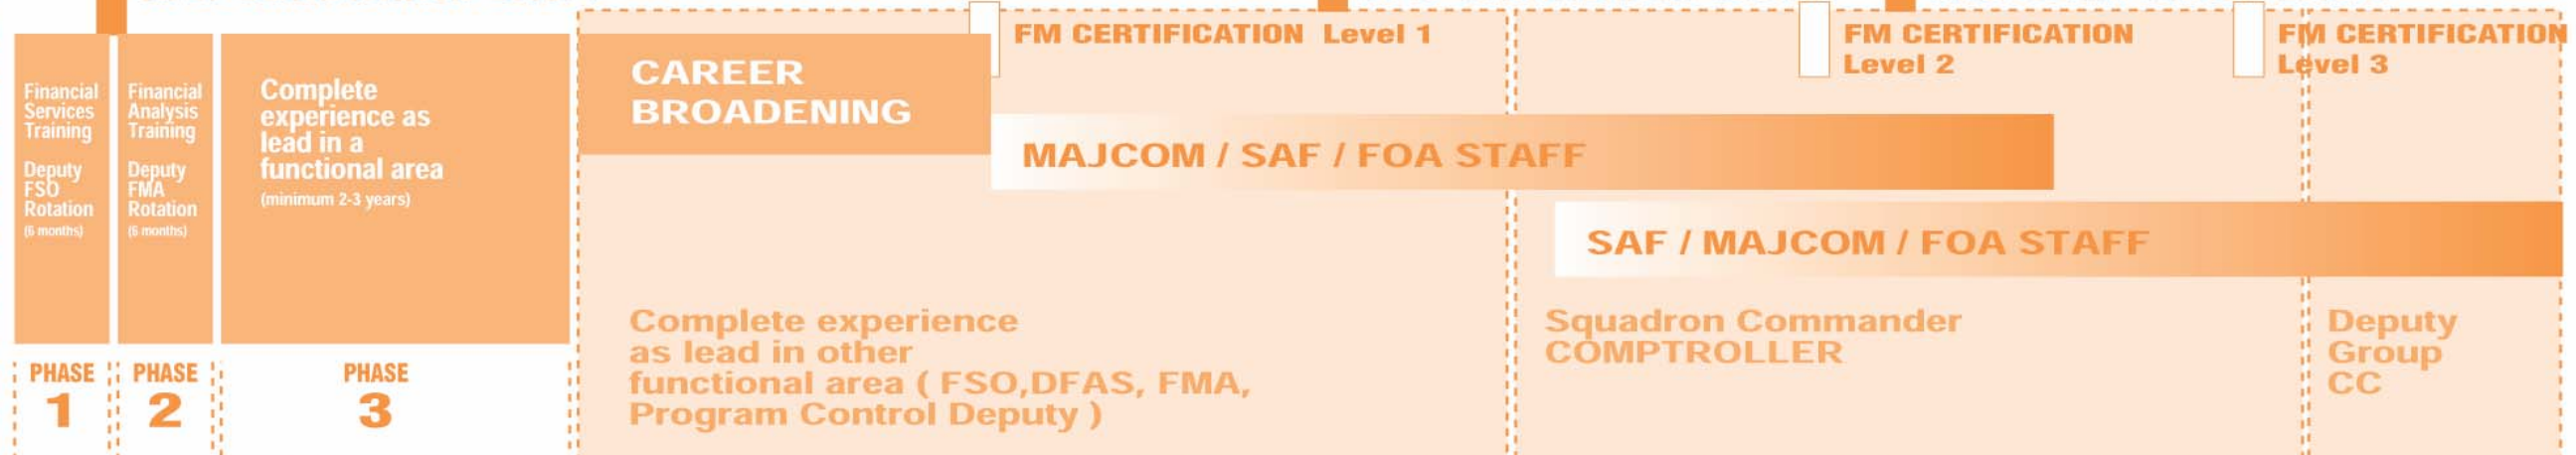 Financial
Services
Training
Deputy
FSO
Rotation
(6 months)
PHASE
1
Financial
Analysis
Training
Deputy
FMA
Rotation
(6 months)
PHASE
2
Complete
experience as
lead in a
functional area
(minimum 2-3 years)
PHASE
3
CAREER
BROADENING
FM CERTIFICATION Level 1
MAJCOM / SAF / FOA STAFF
Complete experience
as lead in other
functional area ( FSO,DFAS, FMA,
Program Control Deputy )
FM CERTIFICATION
Level 2
SAF / MAJCOM / FOA STAFF
Squadron Commander
COMPTROLLER
FM CERTIFICATION
Level 3
Deputy
Group
CC